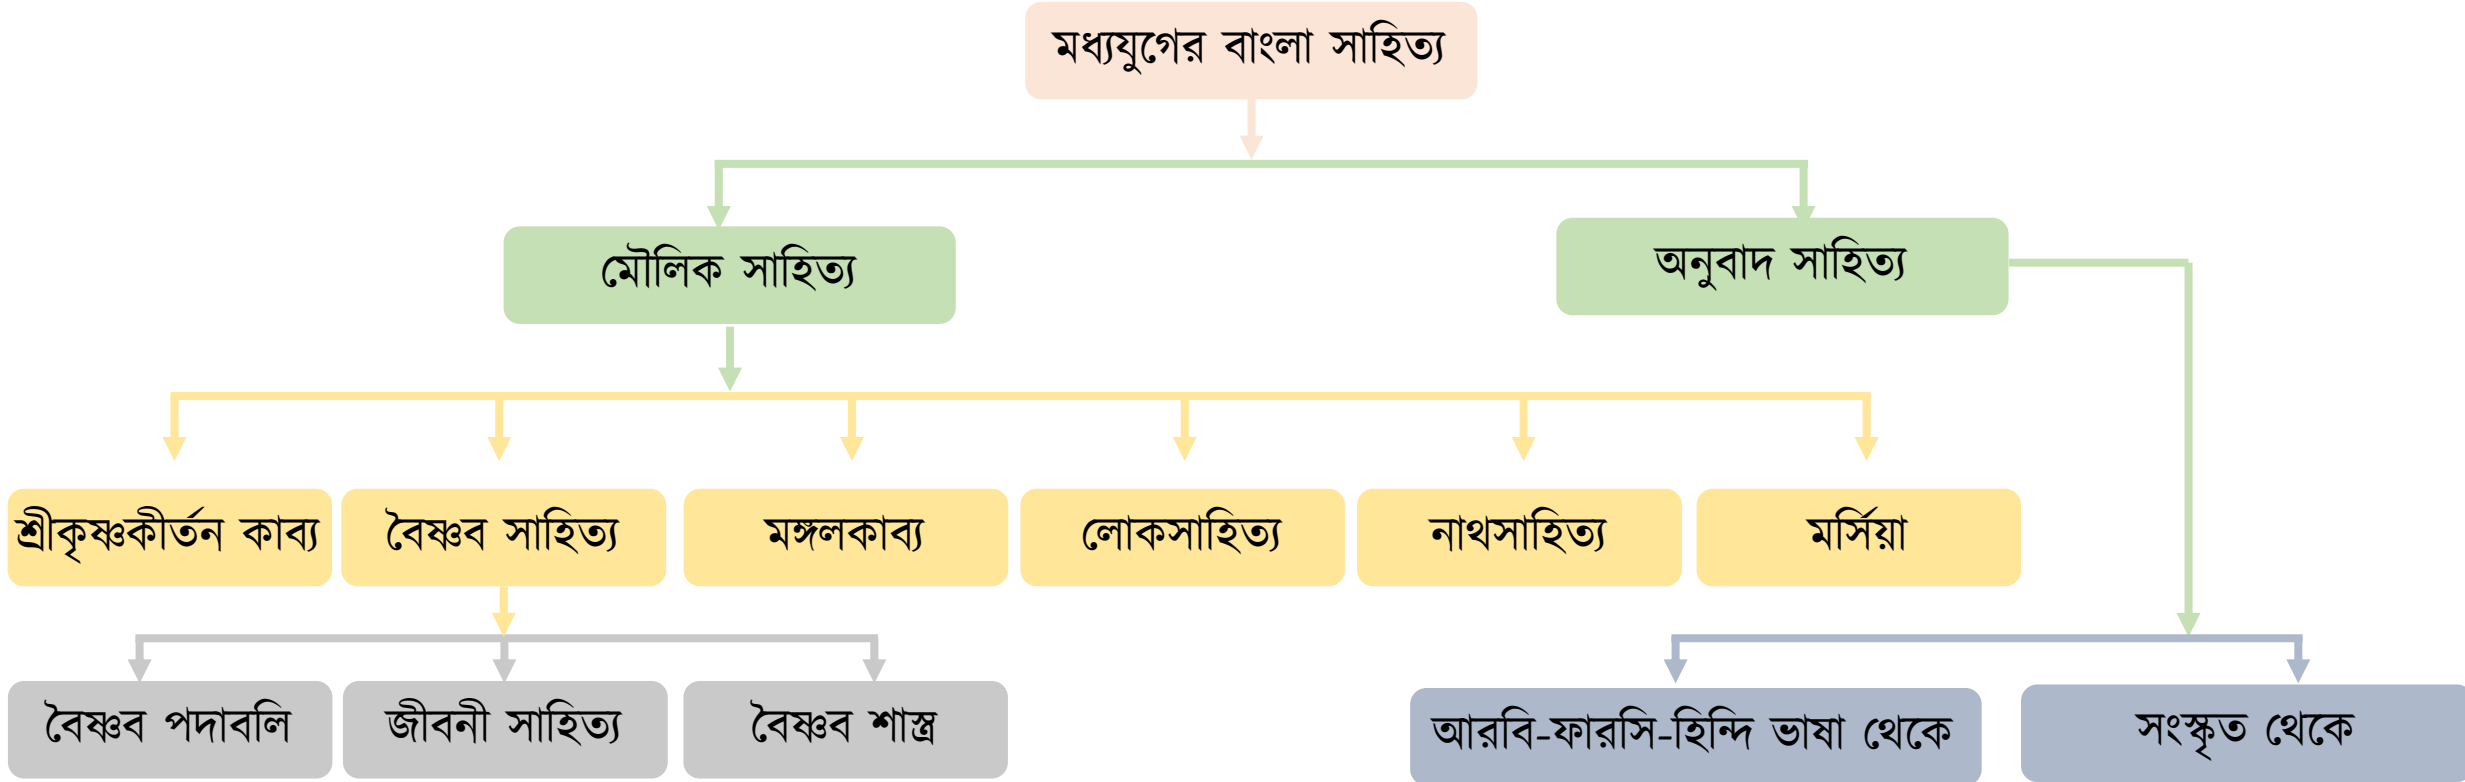 মধ্যযুগের বাংলা সাহিত্য
মৌলিক সাহিত্য
অনুবাদ সাহিত্য
শ্রীকৃষ্ণকীর্তন কাব্য
বৈষ্ণব সাহিত্য
মঙ্গলকাব্য
লোকসাহিত্য
নাথসাহিত্য
মর্সিয়া
বৈষ্ণব পদাবলি
জীবনী সাহিত্য
বৈষ্ণব শাস্ত্র
আরবি-ফারসি-হিন্দি ভাষা থেকে
সংস্কৃত থেকে